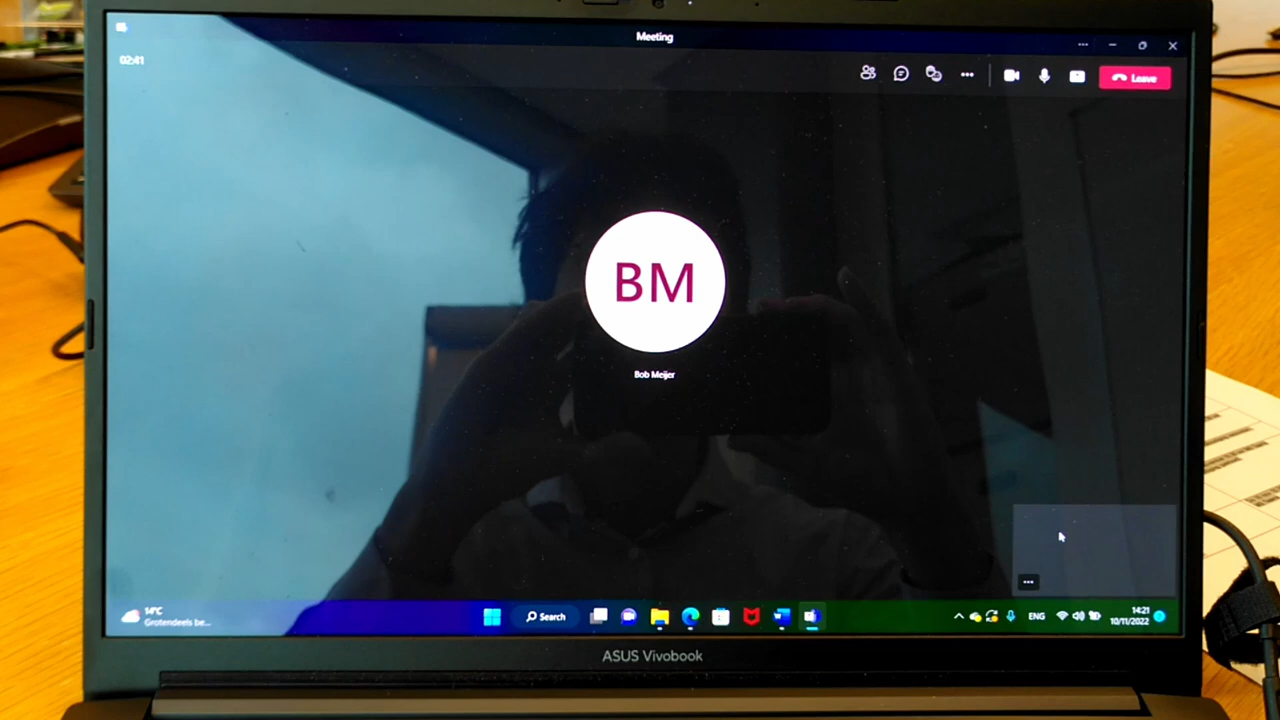 Meeting
02:41
Leave
BM
Bob Meijer
14°C
Grotendeels be...
Search
ENG
14:21
10/11/2022
ASUS Vivobook